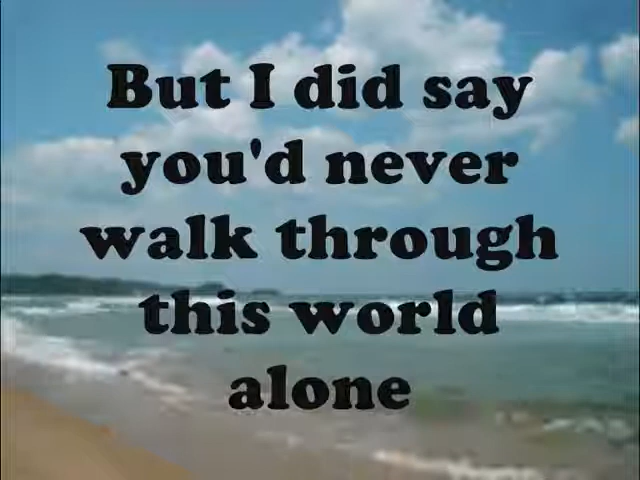 But I did say
you'd never
walk through
this world
alone